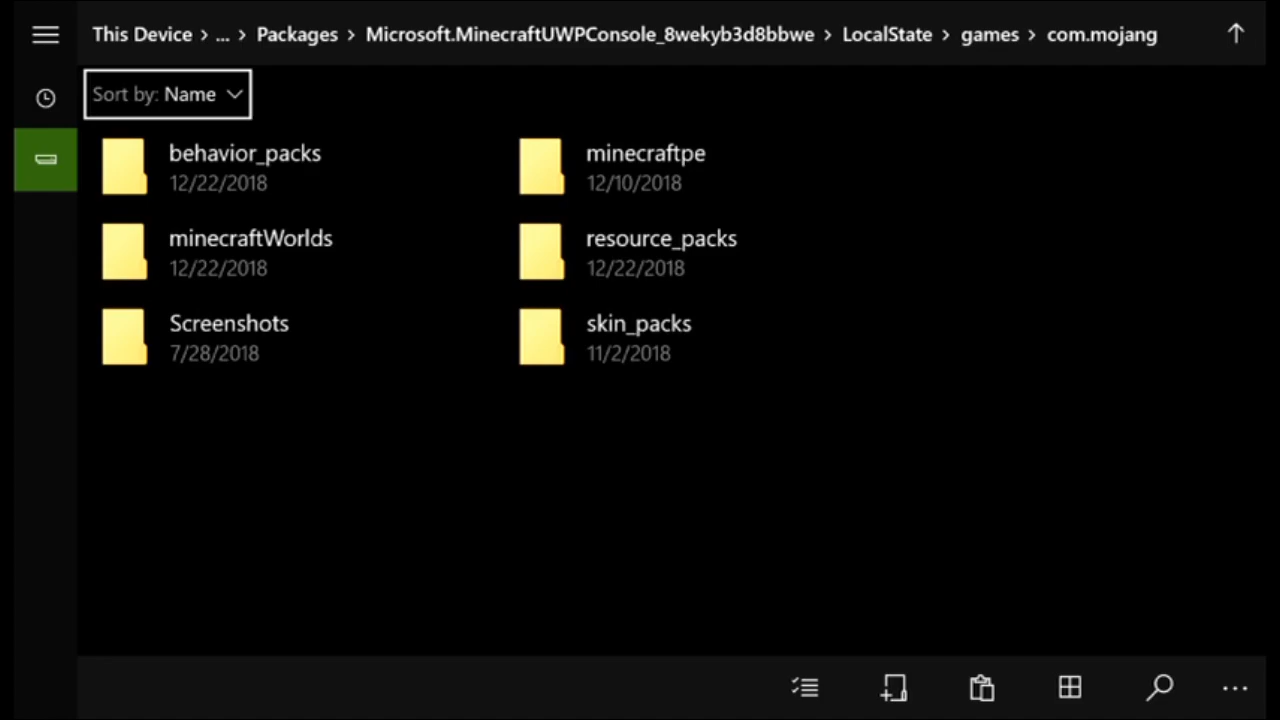 This Device > ... > Packages > Microsoft.MinecraftUWPConsole_8wekyb3d8bbwe > LocalState > games > com.mojang
Sort by: Name
behavior_packs
12/22/2018
minecraftpe
12/10/2018
minecraftWorlds
12/22/2018
resource_packs
12/22/2018
Screenshots
7/28/2018
skin_packs
11/2/2018